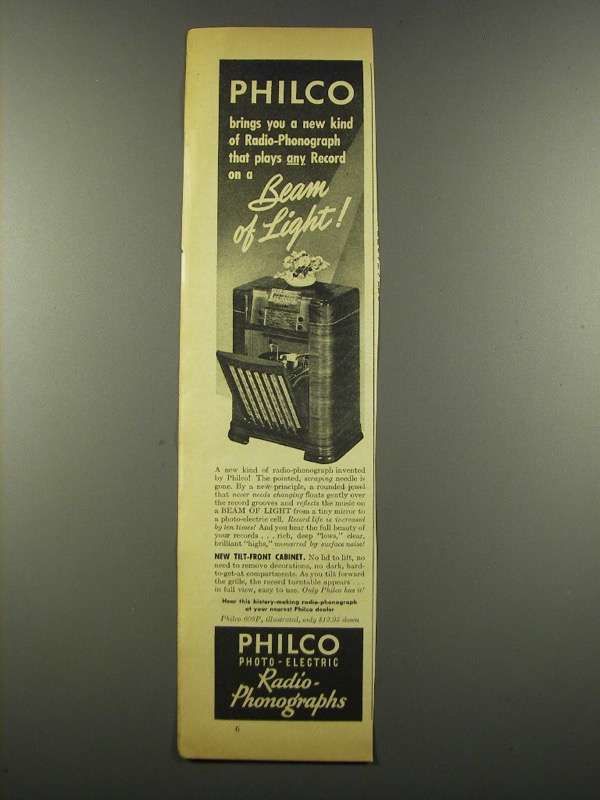 PHILCO
brings you a new kind
of Radio-Phonograph
that plays any Record
on a
Beam
of Light!
A new kind of radio-phonograph invented
by Philco! The pointed, scraping needle is
gone. By a new principle, a rounded jewel
that never needs changing floats gently over
the record grooves and reflects the music on
a BEAM OF LIGHT from a tiny mirror to
a photo-electric cell. Record life is increased
by ten times! And you hear the full beauty of
your records . . . rich, deep "lows," clear,
brilliant "highs," unmarred by surface noise!
NEW TILT-FRONT CABINET. No lid to lift, no
need to remove decorations, no dark, hard-
to-get-at compartments. As you tilt forward
the grille, the record turntable appears . . .
in full view, easy to use. Only Philco has it!
Hear this history-making radio-phonograph
at your nearest Philco dealer
Philco 608P, illustrated, only $12.95 down
PHILCO
PHOTO-ELECTRIC
Radio-
Phonographs
6